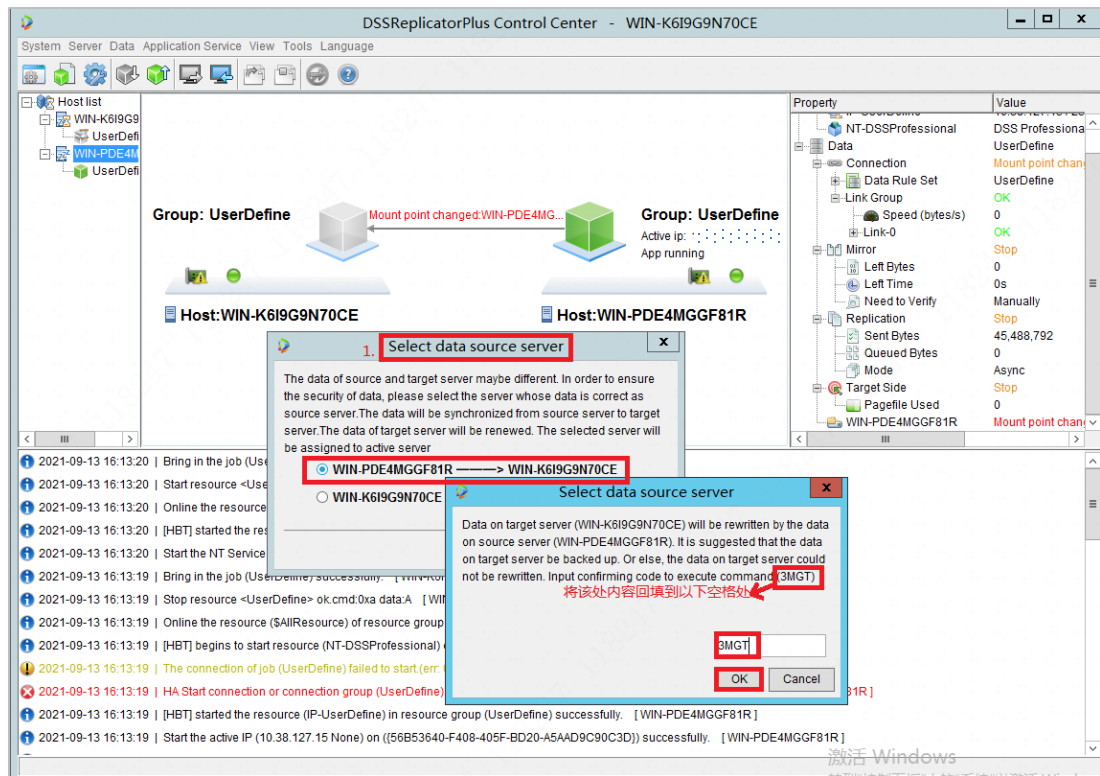 DSSReplicatorPlus Control Center - WIN-K6I9G9N70CE
System Server Data Application Service View Tools Language
Host list
WIN-K6I9G9
UserDefi
WIN-PDE4M
UserDefi
Group: UserDefine
Mount point changed:WIN-PDE4MG...
Group: UserDefine
Active ip:
App running
Host:WIN-K6I9G9N70CE
Host:WIN-PDE4MGGF81R
Property Value
NT-DSSProfessional DSS Professiona
Data UserDefine
Connection Mount point chang
Data Rule Set UserDefine
Link Group OK
Speed (bytes/s) 0
Link-0 OK
Mirror Stop
Left Bytes 0
Left Time 0s
Need to Verify Manually
Replication Stop
Sent Bytes 45,488,792
Queued Bytes 0
Mode Async
Target Side Stop
Pagefile Used 0
WIN-PDE4MGGF81R Mount point chang
1. Select data source server
The data of source and target server maybe different. In order to ensure
the security of data, please select the server whose data is correct as
source server.The data will be synchronized from source server to target
server.The data of target server will be renewed. The selected server will
be assigned to active server
WIN-PDE4MGGF81R ———> WIN-K6I9G9N70CE
WIN-K6I9G9N70CE
Select data source server
Data on target server (WIN-K6I9G9N70CE) will be rewritten by the data
on source server (WIN-PDE4MGGF81R). It is suggested that the data
on target server be backed up. Or else, the data on target server could
not be rewritten. Input confirming code to execute command (3MGT)
将该处内容回填到以下空格处
3MGT
OK Cancel
2021-09-13 16:13:20 | Bring in the job (Use
2021-09-13 16:13:20 | Start resource <Use
2021-09-13 16:13:20 | Online the resource
2021-09-13 16:13:20 | [HBT] started the res
2021-09-13 16:13:20 | Start the NT Service
2021-09-13 16:13:19 | Bring in the job (UserDefine) successfully.
2021-09-13 16:13:19 | Stop resource <UserDefine> ok.cmd:0xa data:A [WI
2021-09-13 16:13:19 | Online the resource ($AllResource) of resource group
2021-09-13 16:13:19 | [HBT] begins to start resource (NT-DSSProfessional)
2021-09-13 16:13:19 | The connection of job (UserDefine) failed to start,(err:
2021-09-13 16:13:19 | HA Start connection or connection group (UserDefine) 81R ]
2021-09-13 16:13:19 | [HBT] started the resource (IP-UserDefine) in resource group (UserDefine) successfully. [WIN-PDE4MGGF81R ]
2021-09-13 16:13:19 | Start the active IP (10.38.127.15 None) on ({56B53640-F408-405F-BD20-A5AAD9C90C3D}) successfully. [WIN-PDE4MGGF81R ]
激活 Windows